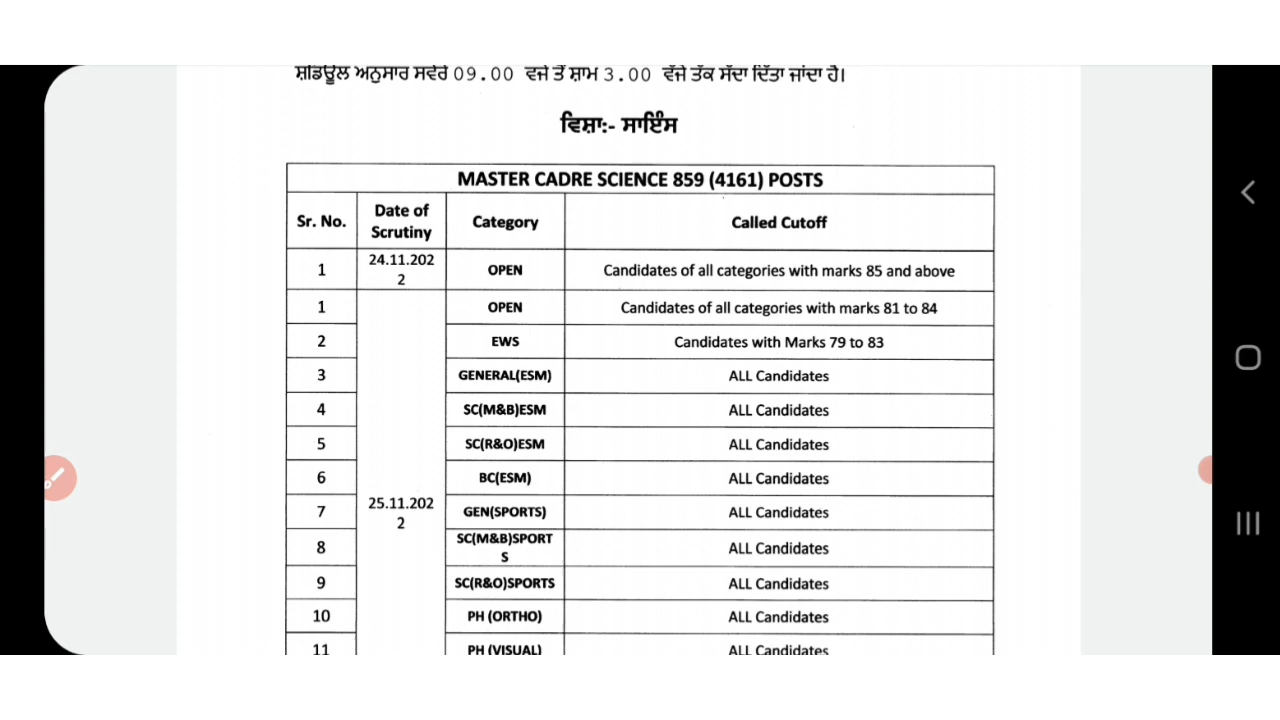 ਸ਼ਡਿਊਲ ਅਨੁਸਾਰ ਸਵੇਰੇ 09.00 ਵਜੇ ਤੋਂ ਸ਼ਾਮ 3.00 ਵੱਜੇ ਤੱਕ ਸੱਦਾ ਦਿੱਤਾ ਜਾਂਦਾ ਹੈ।
ਵਿਸ਼ਾ:- ਸਾਇੰਸ
MASTER CADRE SCIENCE 859 (4161) POSTS
Sr. No. Date of Scrutiny Category Called Cutoff
1 24.11.202 2 OPEN Candidates of all categories with marks 85 and above
1 OPEN Candidates of all categories with marks 81 to 84
2 EWS Candidates with Marks 79 to 83
3 GENERAL(ESM) ALL Candidates
4 SC(M&B)ESM ALL Candidates
5 SC(R&O)ESM ALL Candidates
6 BC(ESM) ALL Candidates
7 25.11.202 2 GEN(SPORTS) ALL Candidates
8 SC(M&B)SPORT S ALL Candidates
9 SC(R&O)SPORTS ALL Candidates
10 PH (ORTHO) ALL Candidates
11 PH (VISUAL) ALL Candidates